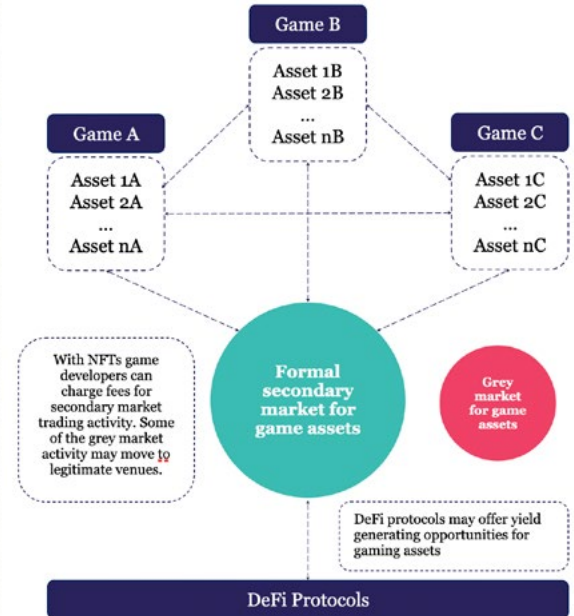 Game B
Asset 1B
Asset 2B
...
Asset nB
Game A
Asset 1A
Asset 2A
...
Asset nA
Game C
Asset 1C
Asset 2C
...
Asset nC
With NFTs game
developers can
charge fees for
secondary market
trading activity. Some
of the grey market
activity may move to
legitimate venues.
Formal
secondary
market for
game assets
Grey
market
for game
assets
DeFi protocols may offer yield
generating opportunities for
gaming assets
DeFi Protocols